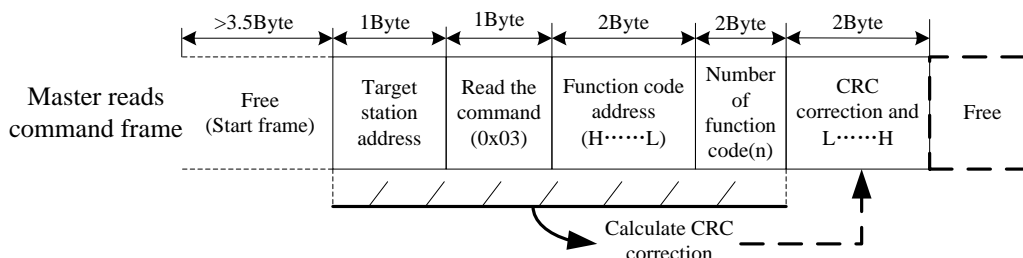 >3.5Byte 1Byte 1Byte 2Byte 2Byte 2Byte
Master reads
command frame
Free
(Start frame)
Target
station
address
Read the
command
(0x03)
Function code
address
(H······L)
Number
of
function
code(n)
CRC
correction and
L······H
Free
Calculate CRC
correction